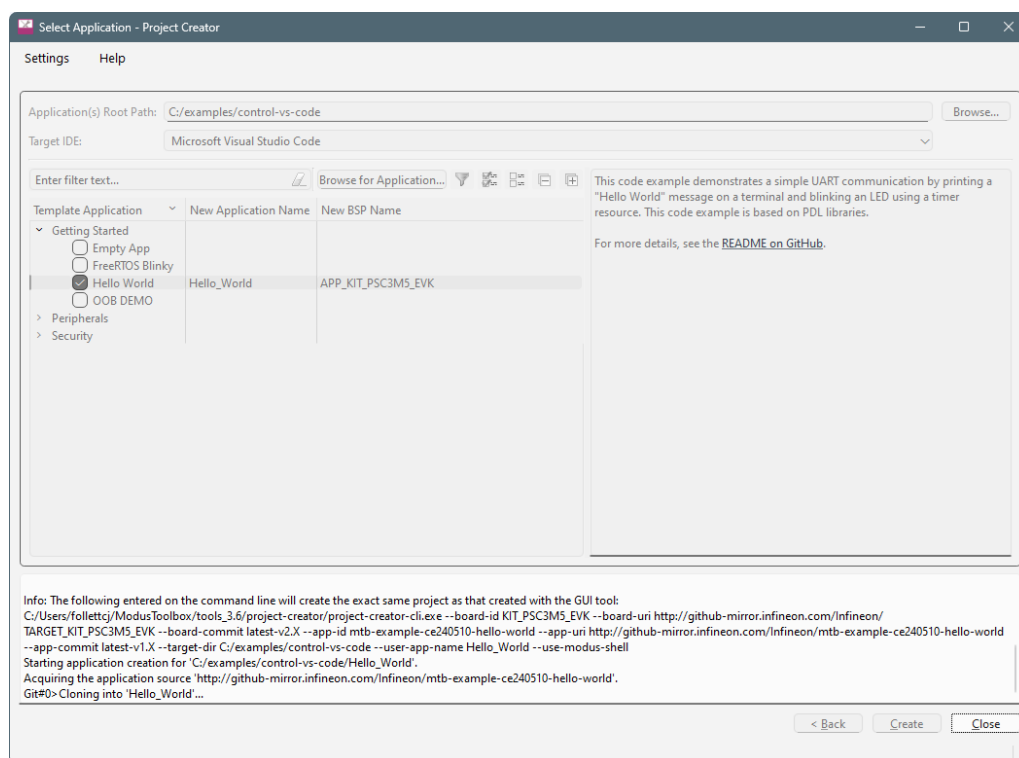 Select Application - Project Creator
Settings Help
Application(s) Root Path: C:/examples/control-vs-code Browse...
Target IDE: Microsoft Visual Studio Code
Enter filter text... Browse for Application...
Template Application New Application Name New BSP Name
Getting Started
Empty App
FreeRTOS Blinky
Hello World Hello_World APP_KIT_PSC3M5_EVK
OOB DEMO
Peripherals
Security
This code example demonstrates a simple UART communication by printing a
"Hello World" message on a terminal and blinking an LED using a timer
resource. This code example is based on PDL libraries.
For more details, see the README on GitHub.
Info: The following entered on the command line will create the exact same project as that created with the GUI tool:
C:/Users/follettcj/ModusToolbox/tools_3.6/project-creator/project-creator-cli.exe --board-id KIT_PSC3M5_EVK --board-uri http://github-mirror.infineon.com/Infineon/
TARGET_KIT_PSC3M5_EVK --board-commit latest-v2.X --app-id mtb-example-ce240510-hello-world --app-uri http://github-mirror.infineon.com/Infineon/mtb-example-ce240510-hello-world
--app-commit latest-v1.X --target-dir C:/examples/control-vs-code --user-app-name Hello_World --use-modus-shell
Starting application creation for 'C:/examples/control-vs-code/Hello_World'.
Acquiring the application source 'http://github-mirror.infineon.com/Infineon/mtb-example-ce240510-hello-world'.
Git#0>Cloning into 'Hello_World'...
< Back Create Close